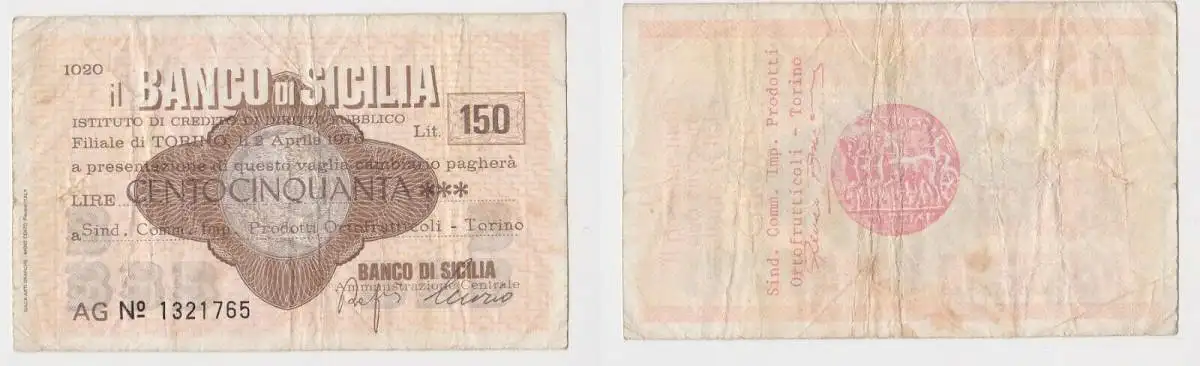 1020
il BANCO DI SICILIA
ISTITUTO DI CREDITO DI DIRITTO PUBBLICO
Lit. 150
Filiale di TORINO, li 2 Aprile 1976
a presentazione di questo vaglia cambiario pagherà
LIRE CENTOCINQUANTA ***
a Sind. Comm. Imp. Prodotti Ortofrutticoli - Torino
BANCO DI SICILIA
Amministrazione Centrale
AG Nº 1321765
Sind. Comm. Imp. Prodotti
Ortofrutticoli - Torino